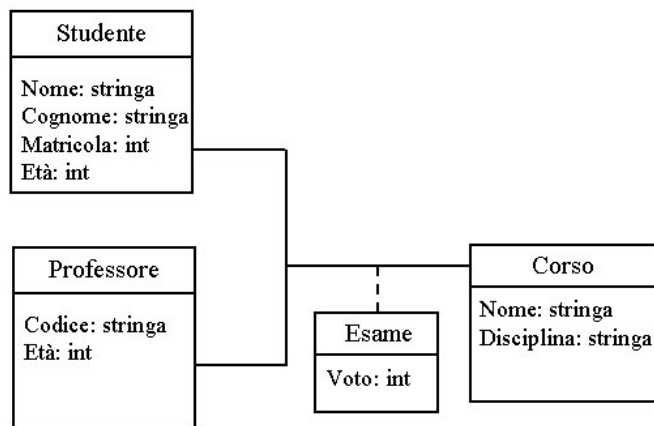 Studente
Nome: stringa
Cognome: stringa
Matricola: int
Età: int
Professore
Codice: stringa
Età: int
Esame
Voto: int
Corso
Nome: stringa
Disciplina: stringa